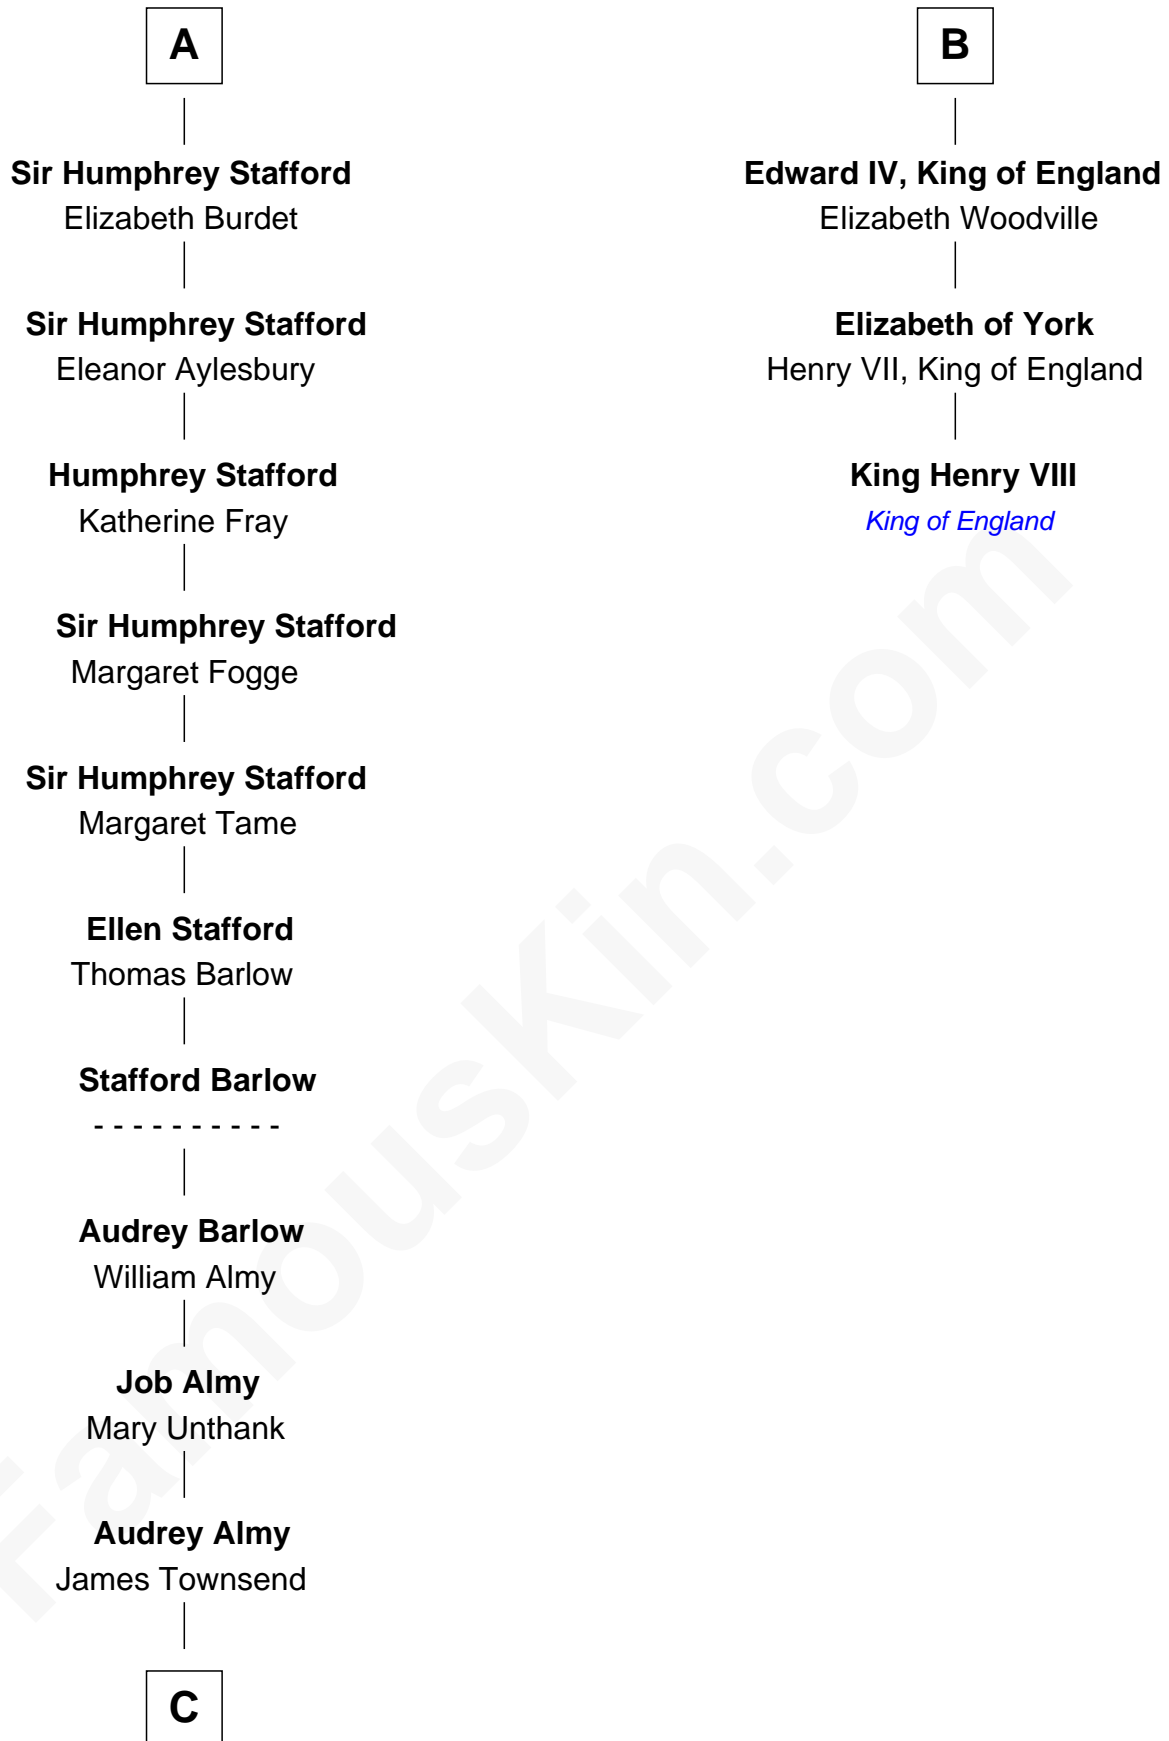 A
Sir Humphrey Stafford
Elizabeth Burdet
Sir Humphrey Stafford
Eleanor Aylesbury
Humphrey Stafford
Katherine Fray
Sir Humphrey Stafford
Margaret Fogge
Sir Humphrey Stafford
Margaret Tame
Ellen Stafford
Thomas Barlow
Stafford Barlow
- - - - - - - - - -
Audrey Barlow
William Almy
Job Almy
Mary Unthank
Audrey Almy
James Townsend
C
B
Edward IV, King of England
Elizabeth Woodville
Elizabeth of York
Henry VII, King of England
King Henry VIII
King of England
FamousKin.com